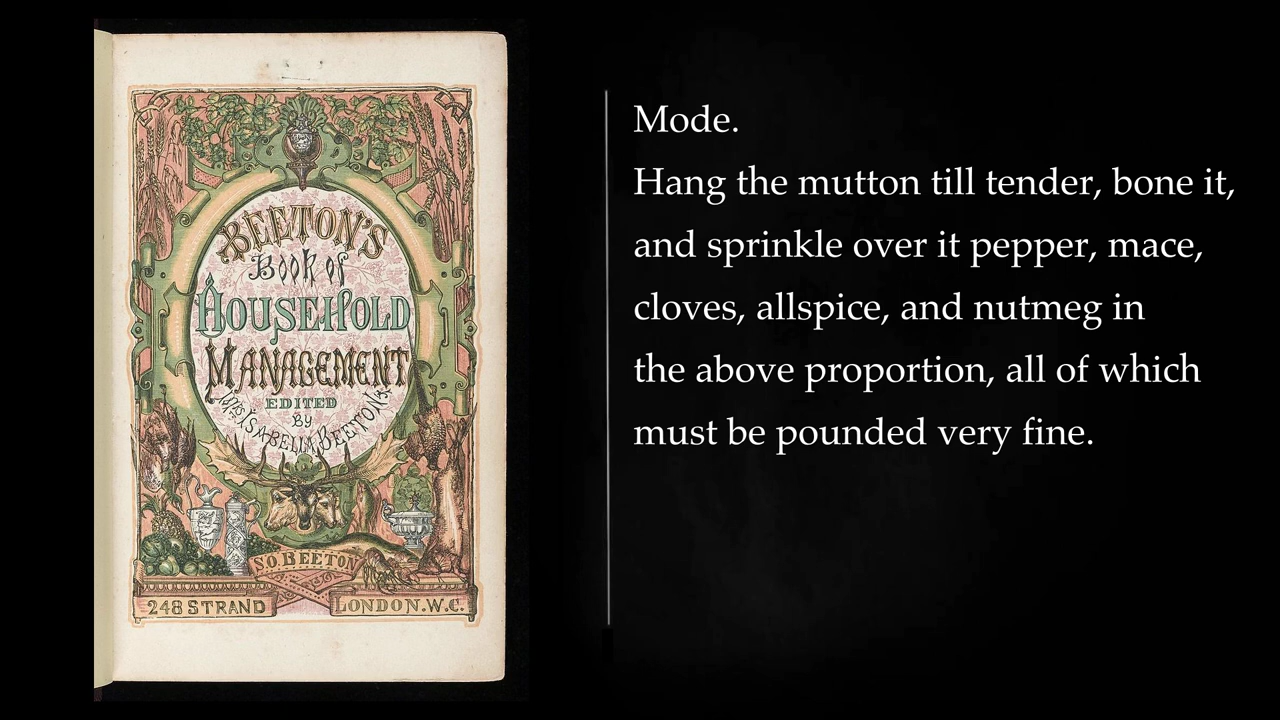 BEETON'S
Book of
HOUSEHOLD
MANAGEMENT
EDITED
BY
MRS. ISABELLA BEETON.
S.O. BEETON
248 STRAND
LONDON. W.C.
Mode.
Hang the mutton till tender, bone it,
and sprinkle over it pepper, mace,
cloves, allspice, and nutmeg in
the above proportion, all of which
must be pounded very fine.